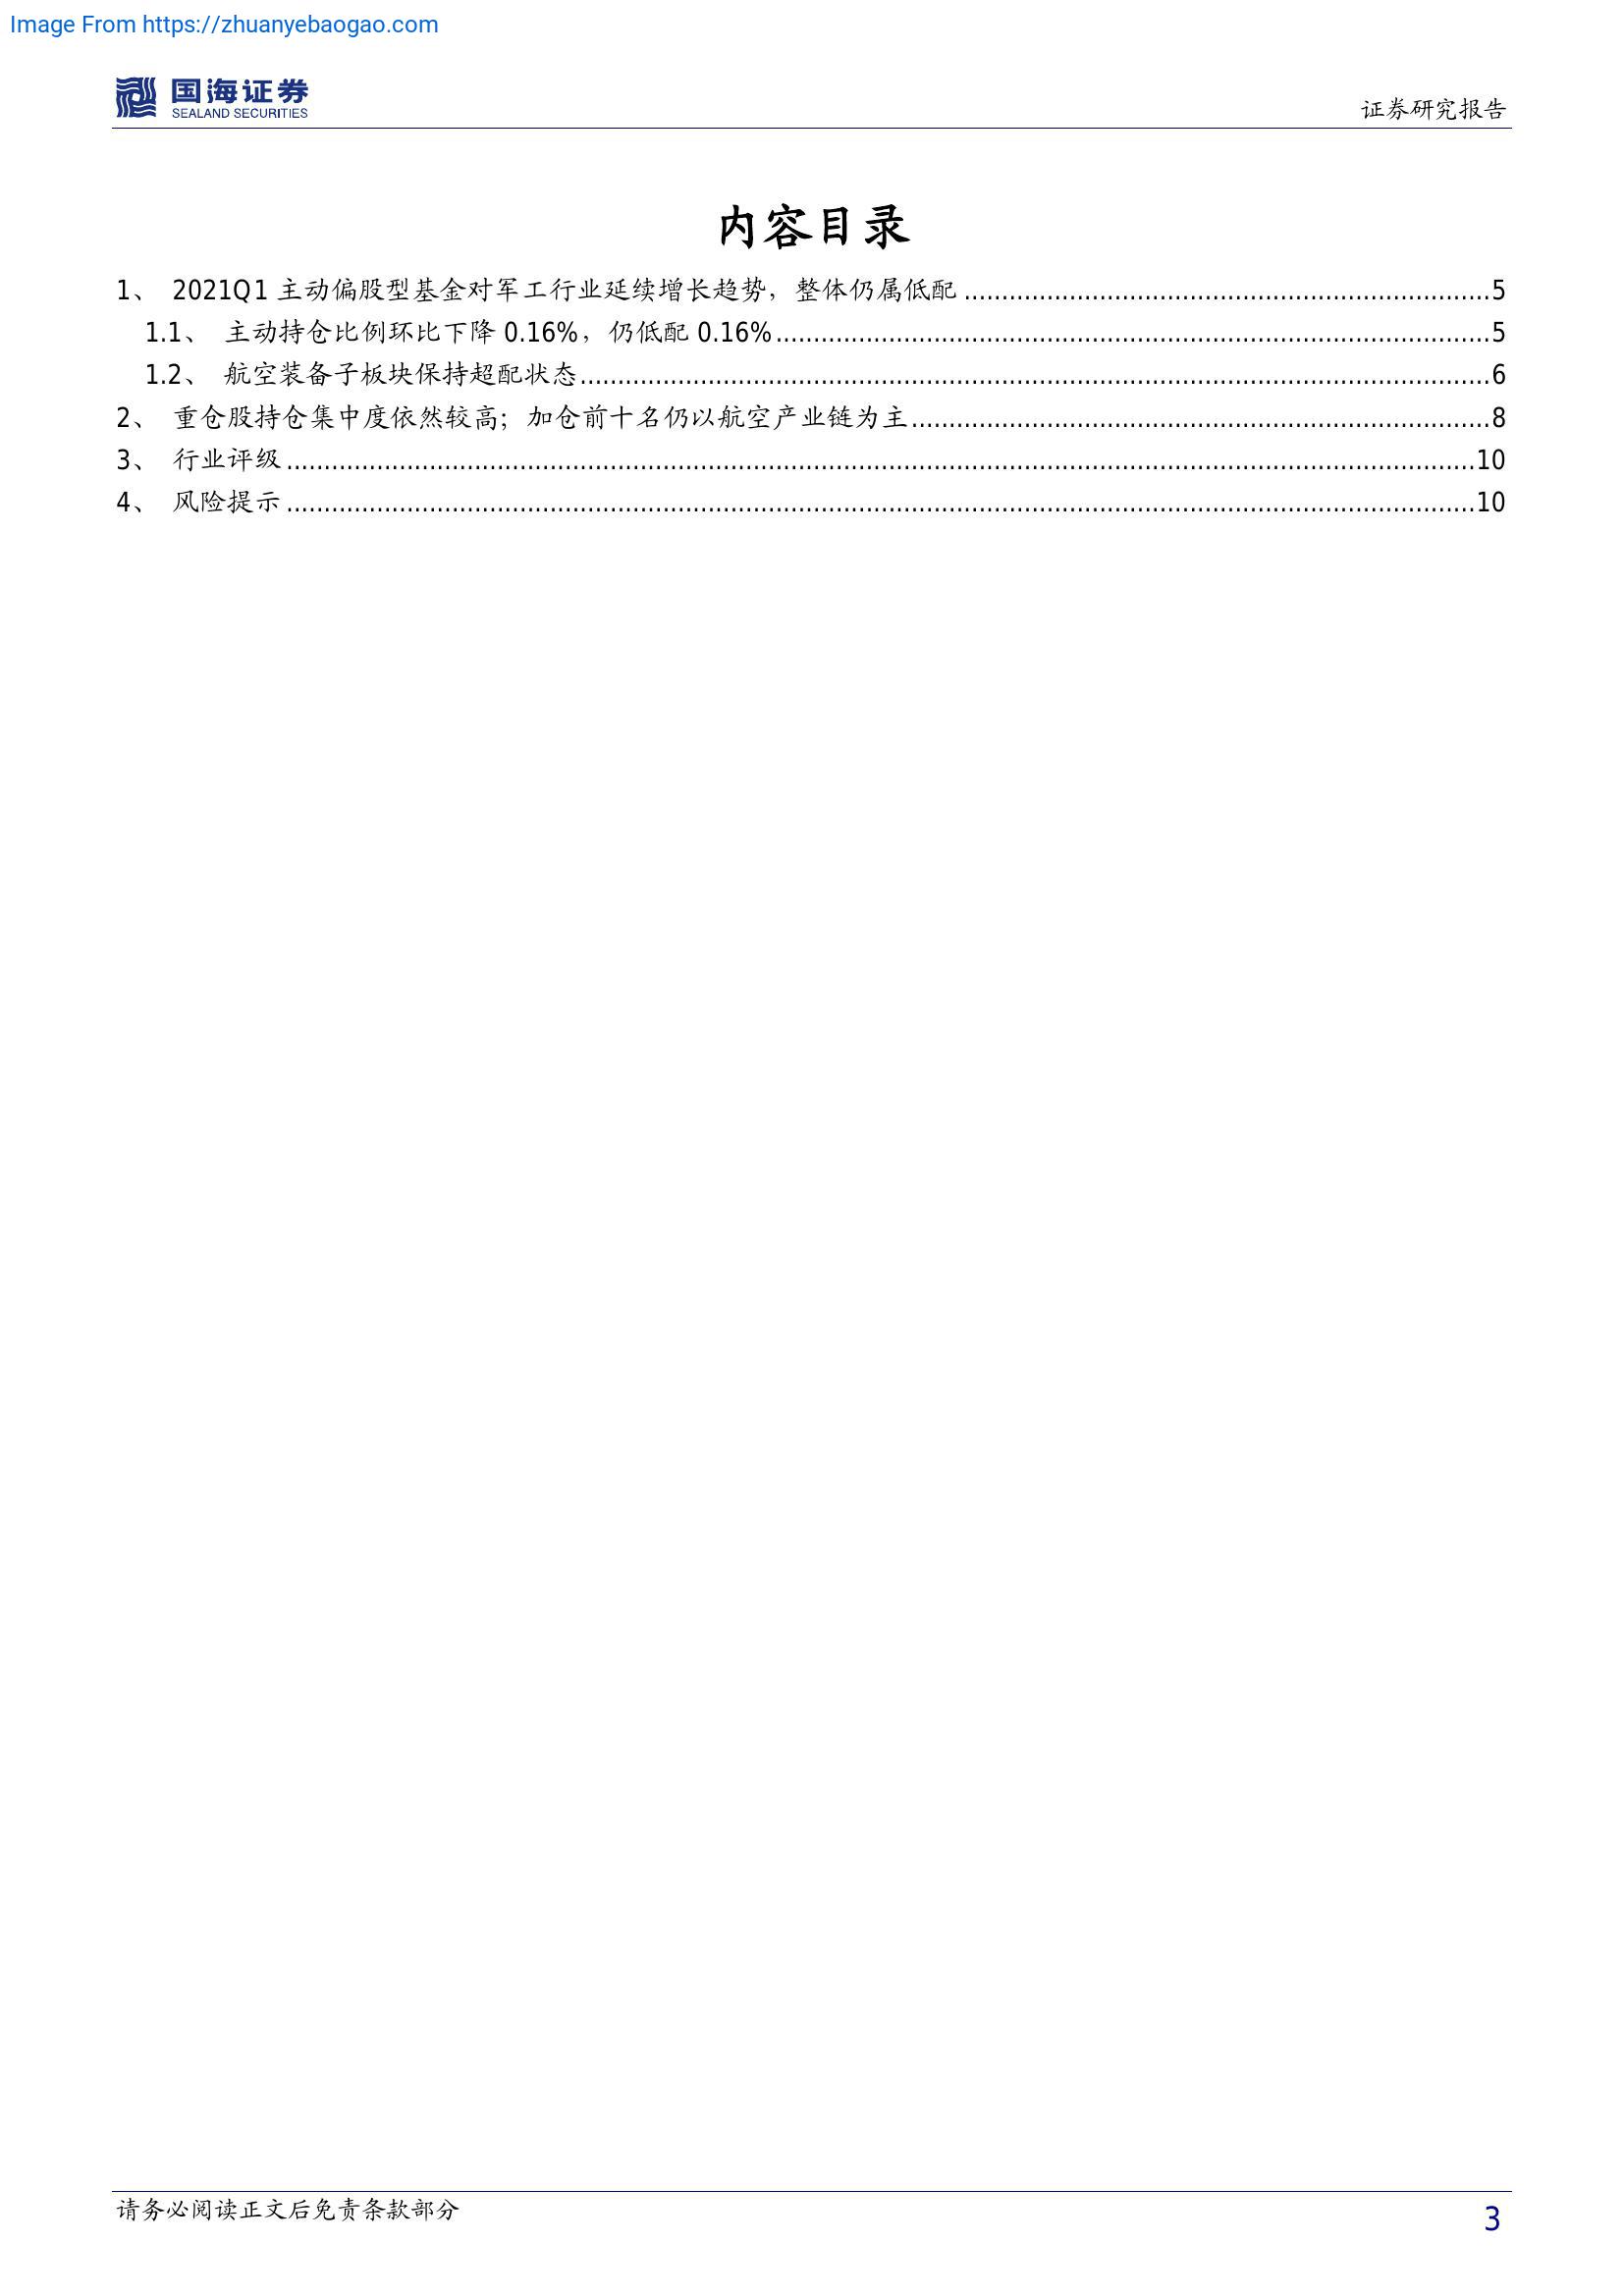 Image From https://zhuanyebaogao.com
国海证券
SEALAND SECURITIES
证券研究报告
内容目录
1、 2021Q1 主动偏股型基金对军工行业延续增长趋势，整体仍属低配 ........................................................................5
1.1、 主动持仓比例环比下降 0.16%，仍低配 0.16%........................................................................5
1.2、 航空装备子板块保持超配状态........................................................................6
2、 重仓股持仓集中度依然较高；加仓前十名仍以航空产业链为主........................................................................8
3、 行业评级........................................................................10
4、 风险提示 ........................................................................10
请务必阅读正文后免责条款部分
3